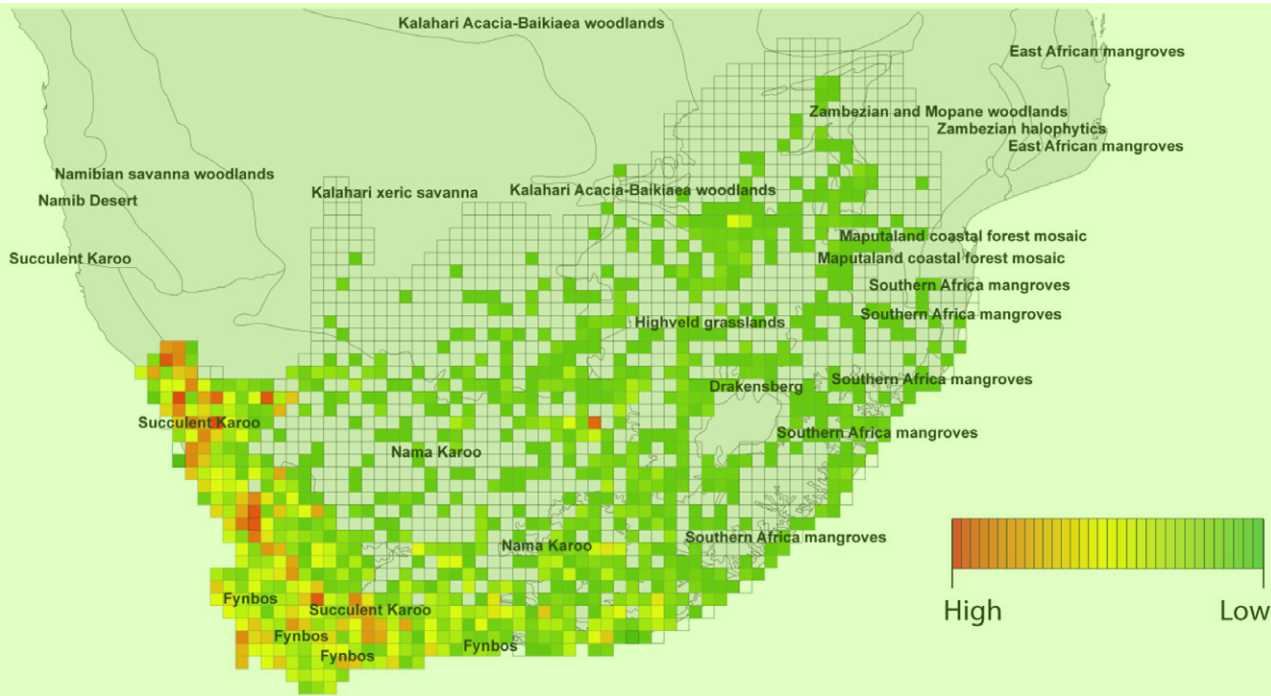 Kalahari Acacia-Baikiaea woodlands
East African mangroves
Zambezian and Mopane woodlands
Zambezian halophytics
East African mangroves
Namibian savanna woodlands
Kalahari xeric savanna
Kalahari Acacia-Baikiaea woodlands
Namib Desert
Maputaland coastal forest mosaic
Succulent Karoo
Maputaland coastal forest mosaic
Southern Africa mangroves
Southern Africa mangroves
Highveld grasslands
Southern Africa mangroves
Drakensberg
Succulent Karoo
Southern Africa mangroves
Nama Karoo
Southern Africa mangroves
Nama Karoo
Fynbos
Succulent Karoo
High
Low
Fynbos
Fynbos
Fynbos